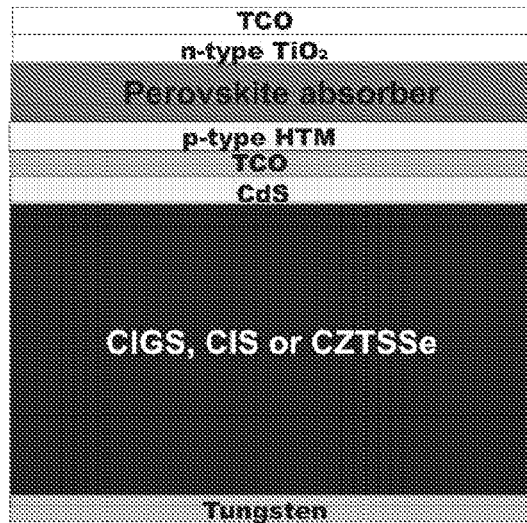 TCO
n-type TiO₂
Perovskite absorber
p-type HTM
TCO
CdS
CIGS, CIS or CZTSSe
Tungsten